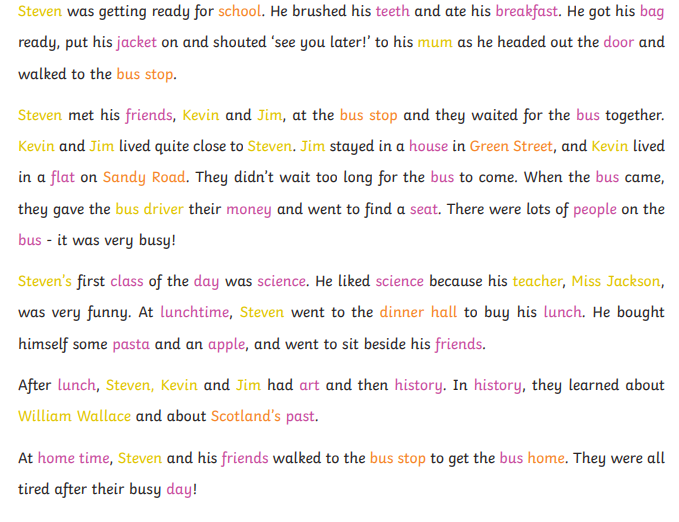 Steven was getting ready for school. He brushed his teeth and ate his breakfast. He got his bag
ready, put his jacket on and shouted ‘see you later!’ to his mum as he headed out the door and
walked to the bus stop.
Steven met his friends, Kevin and Jim, at the bus stop and they waited for the bus together.
Kevin and Jim lived quite close to Steven. Jim stayed in a house in Green Street, and Kevin lived
in a flat on Sandy Road. They didn’t wait too long for the bus to come. When the bus came,
they gave the bus driver their money and went to find a seat. There were lots of people on the
bus - it was very busy!
Steven’s first class of the day was science. He liked science because his teacher, Miss Jackson,
was very funny. At lunchtime, Steven went to the dinner hall to buy his lunch. He bought
himself some pasta and an apple, and went to sit beside his friends.
After lunch, Steven, Kevin and Jim had art and then history. In history, they learned about
William Wallace and about Scotland’s past.
At home time, Steven and his friends walked to the bus stop to get the bus home. They were all
tired after their busy day!